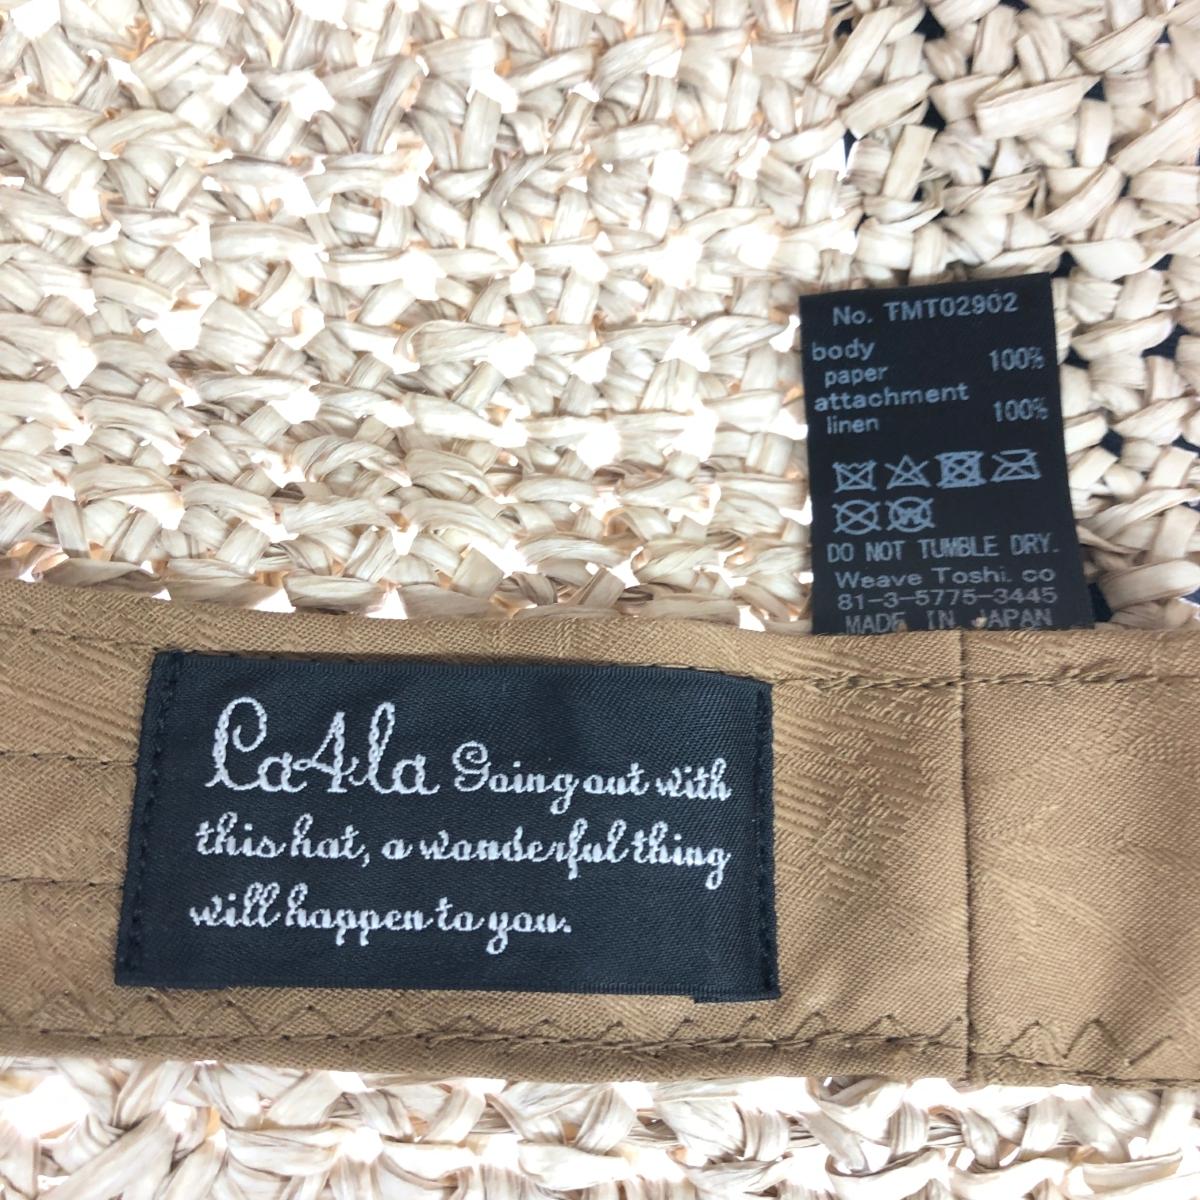 No. TMT02902
body 100%
paper
attachment 100%
linen
DO NOT TUMBLE DRY.
Weave Toshi. co
81-3-5775-3445
MADE IN JAPAN
Ca4la Going out with
this hat, a wonderful thing
will happen to you.